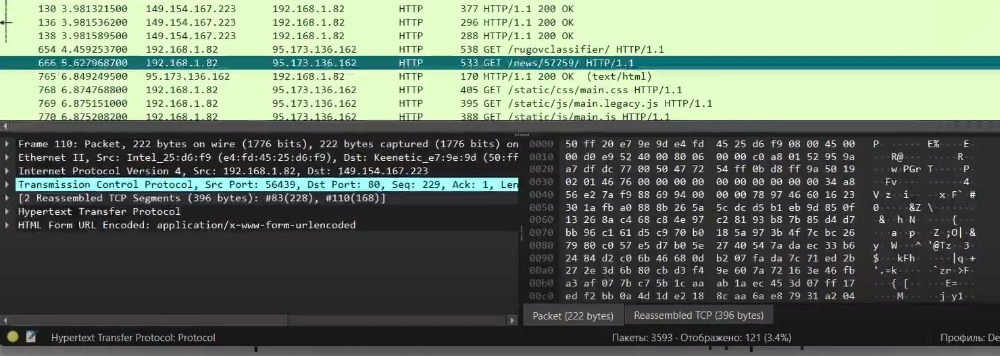 130 3.981321500 149.154.167.223 192.168.1.82 HTTP 377 HTTP/1.1 200 OK
136 3.981536200 149.154.167.223 192.168.1.82 HTTP 296 HTTP/1.1 200 OK
138 3.981589500 149.154.167.223 192.168.1.82 HTTP 288 HTTP/1.1 200 OK
654 4.459253700 192.168.1.82 95.173.136.162 HTTP 538 GET /rugovclassifier/ HTTP/1.1
666 5.627968700 192.168.1.82 95.173.136.162 HTTP 533 GET /news/57759/ HTTP/1.1
765 6.849249500 95.173.136.162 192.168.1.82 HTTP 170 HTTP/1.1 200 OK (text/html)
768 6.874768800 192.168.1.82 95.173.136.162 HTTP 405 GET /static/css/main.css HTTP/1.1
769 6.875151000 192.168.1.82 95.173.136.162 HTTP 395 GET /static/js/main.legacy.js HTTP/1.1
770 6.875208200 192.168.1.82 95.173.136.162 HTTP 388 GET /static/js/main.js HTTP/1.1
Frame 110: Packet, 222 bytes on wire (1776 bits), 222 bytes captured (1776 bits) on
Ethernet II, Src: Intel_25:d6:f9 (e4:fd:45:25:d6:f9), Dst: Keenetic_e7:9e:9d (50:ff
Internet Protocol Version 4, Src: 192.168.1.82, Dst: 149.154.167.223
Transmission Control Protocol, Src Port: 56439, Dst Port: 80, Seq: 229, Ack: 1, Len
[2 Reassembled TCP Segments (396 bytes): #83(228), #110(168)]
Hypertext Transfer Protocol
HTML Form URL Encoded: application/x-www-form-urlencoded
0000 50 ff 20 e7 9e 9d e4 fd 45 25 d6 f9 08 00 45 00 P · ····· E% ···· E ·
0010 00 d0 e9 52 40 00 80 06 00 00 c0 a8 01 52 95 9a ···R@··· ·····R··
0020 a7 df dc 77 00 50 47 72 54 ff 0b d8 ff 9a 50 19 ···w·PGr T·····P·
0030 02 01 46 76 00 00 00 00 00 00 00 00 00 00 34 a8 ··Fv···· ······4·
0040 56 e2 7a f9 88 69 94 00 00 00 78 97 46 60 16 23 V·z··i·· ··x·F`·#
0050 30 1a fb a0 88 8b 26 5a 5c dc d5 b1 eb 9d 85 0f 0·····&Z \·······
0060 13 26 8a c4 68 c8 4e 97 c2 81 93 b8 7b 85 d4 d7 ·&··h·N· ····{···
0070 bb 96 c1 61 d5 c9 70 b0 18 5a 97 3b 4f 7c bc 26 ···a··p· ·Z·;O|·&
0080 79 80 c0 57 e5 d7 b0 5e 27 40 54 7a da ec 33 b6 y··W···^ '@Tz··3·
0090 24 84 d2 c0 6b 46 68 0d b2 07 fa da 7c 71 ed 2b $···kFh· ····|q·+
00a0 27 2e 3d 6b 80 cb d3 f4 9e 60 7a 72 16 3e 46 fb '.=k···· ·`zr·>F·
00b0 a3 af 07 7b c7 5b 1c aa ab 1a ec 45 3d 07 ff 17 ···{·[·· ···E=···
00c0 ed f2 bb 0a 4d 1d e2 18 8c aa 6a e8 79 31 a2 04 ····M··· ··j·y1··
Packet (222 bytes) Reassembled TCP (396 bytes)
Hypertext Transfer Protocol: Protocol Пакеты: 3593 · Отображено: 121 (3.4%) Профиль: De